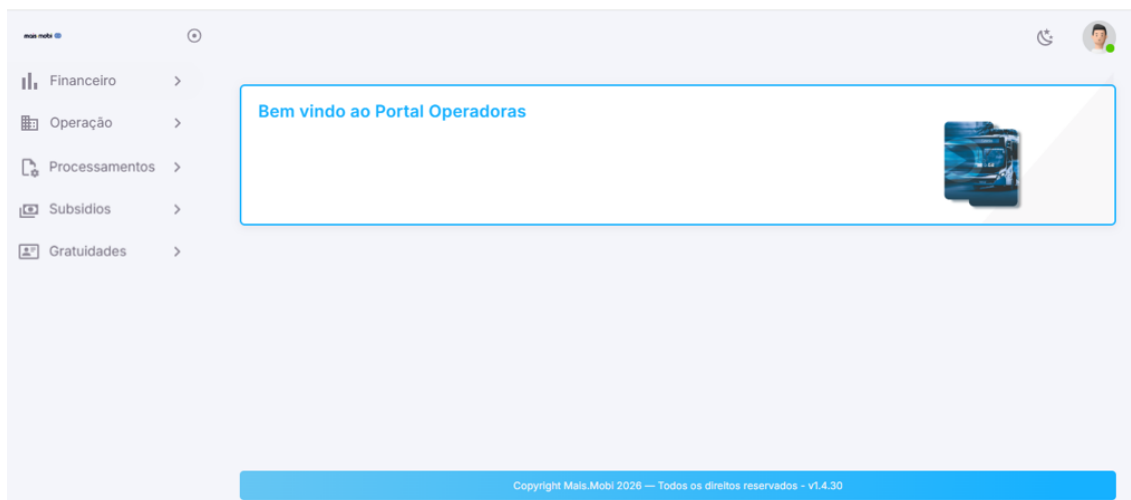 mais mobi
Financeiro
Operação
Processamentos
Subsidios
Gratuidades
Bem vindo ao Portal Operadoras
Copyright Mais.Mobi 2026 — Todos os direitos reservados - v1.4.30